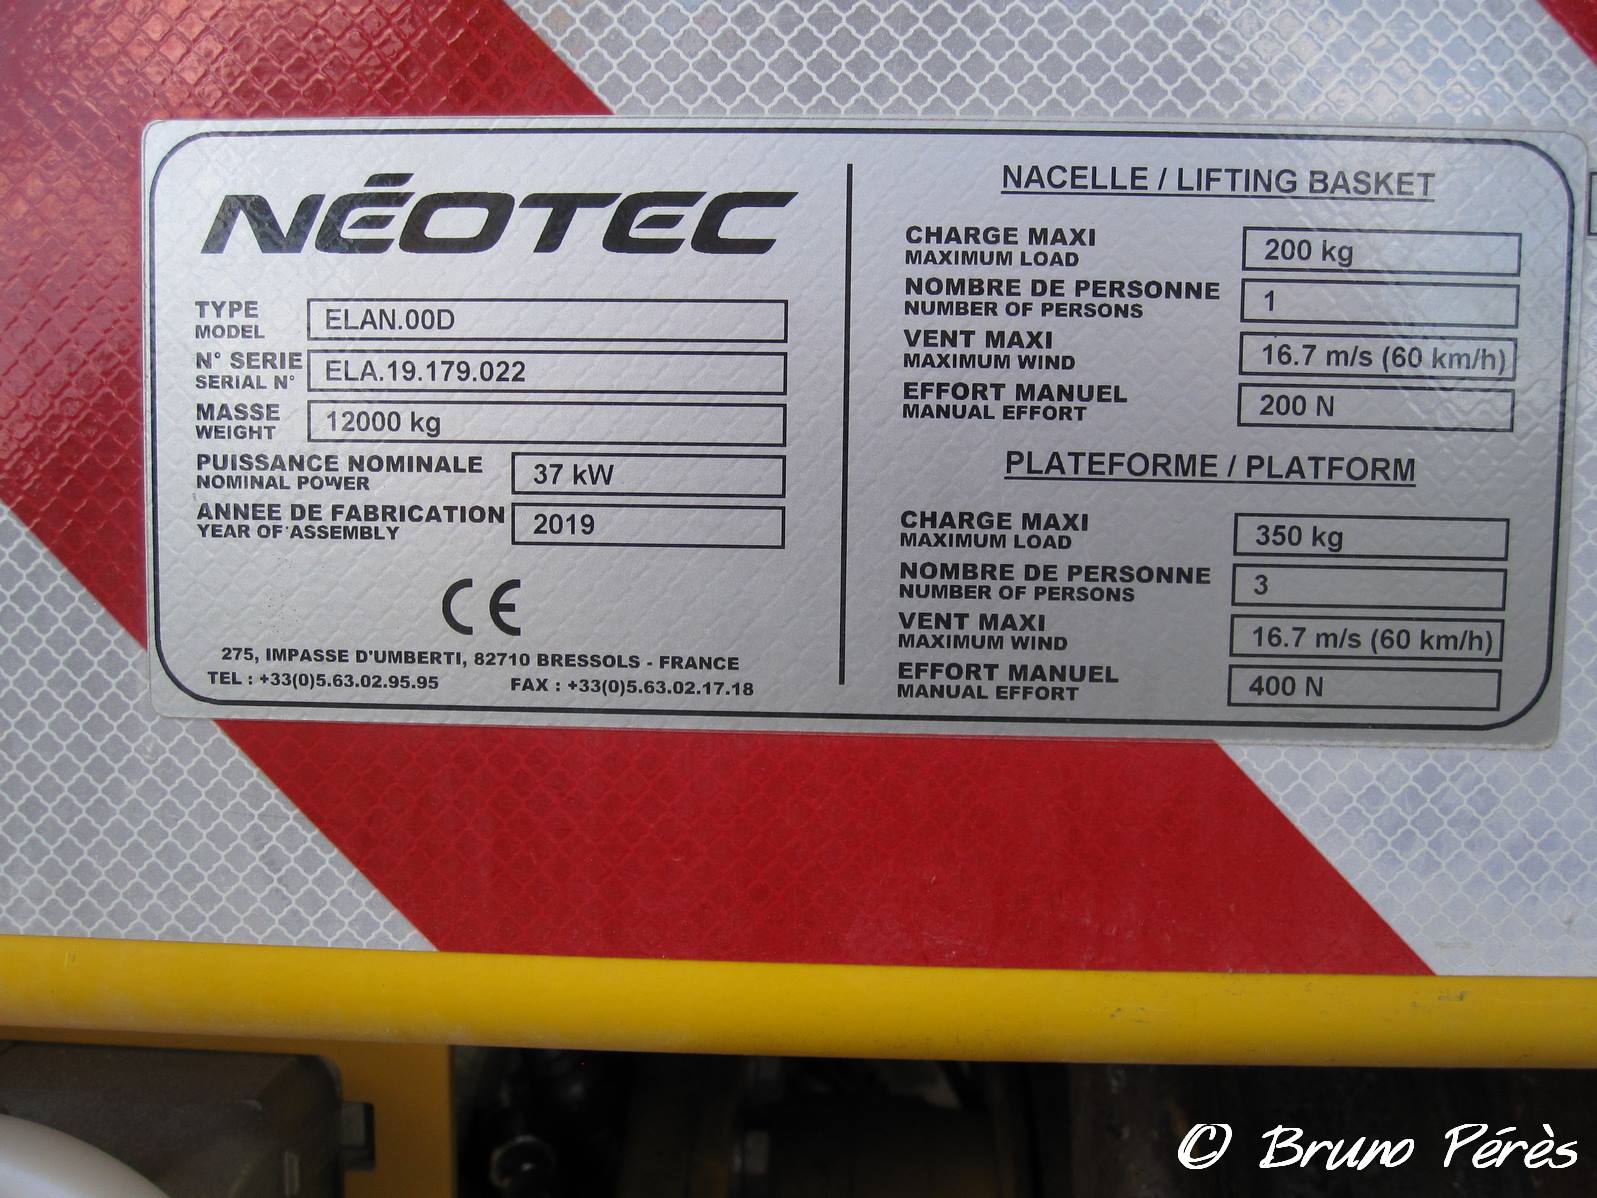 NÉOTEC
TYPE
MODEL
ELAN.00D
N° SERIE
SERIAL N°
ELA.19.179.022
MASSE
WEIGHT
12000 kg
PUISSANCE NOMINALE
NOMINAL POWER
37 kW
ANNEE DE FABRICATION
YEAR OF ASSEMBLY
2019
CE
275, IMPASSE D'UMBERTI, 82710 BRESSOLS - FRANCE
TEL : +33(0)5.63.02.95.95 FAX : +33(0)5.63.02.17.18
NACELLE / LIFTING BASKET
CHARGE MAXI
MAXIMUM LOAD
200 kg
NOMBRE DE PERSONNE
NUMBER OF PERSONS
1
VENT MAXI
MAXIMUM WIND
16.7 m/s (60 km/h)
EFFORT MANUEL
MANUAL EFFORT
200 N
PLATEFORME / PLATFORM
CHARGE MAXI
MAXIMUM LOAD
350 kg
NOMBRE DE PERSONNE
NUMBER OF PERSONS
3
VENT MAXI
MAXIMUM WIND
16.7 m/s (60 km/h)
EFFORT MANUEL
MANUAL EFFORT
400 N
© Bruno Pérès